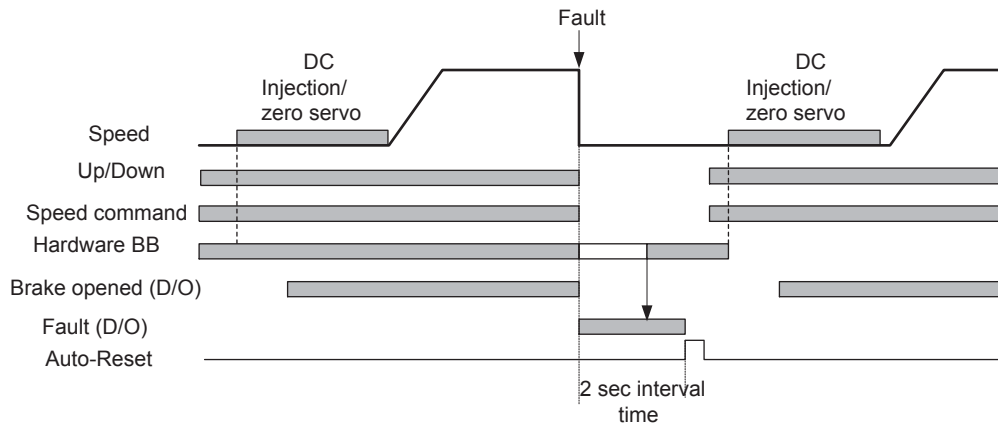 Fault
DC
Injection/
zero servo
DC
Injection/
zero servo
Speed
Up/Down
Speed command
Hardware BB
Brake opened (D/O)
Fault (D/O)
Auto-Reset
2 sec interval
time